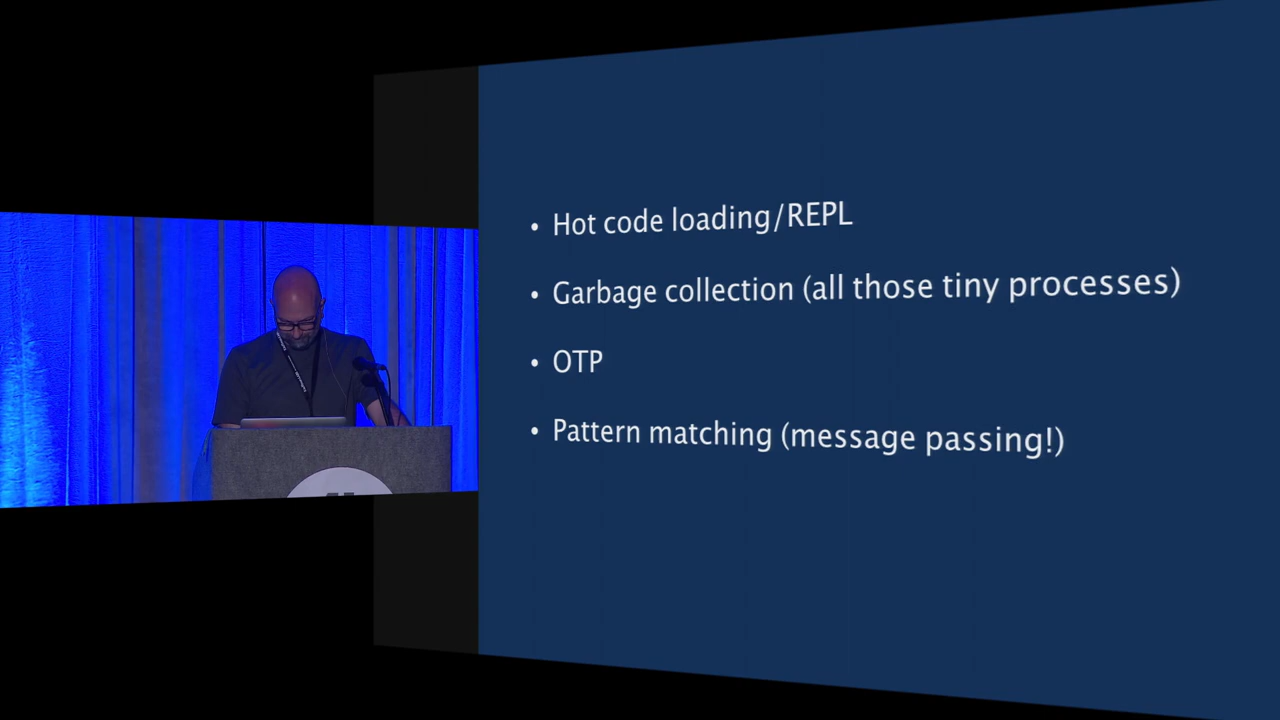 • Hot code loading/REPL
• Garbage collection (all those tiny processes)
• OTP
• Pattern matching (message passing!)